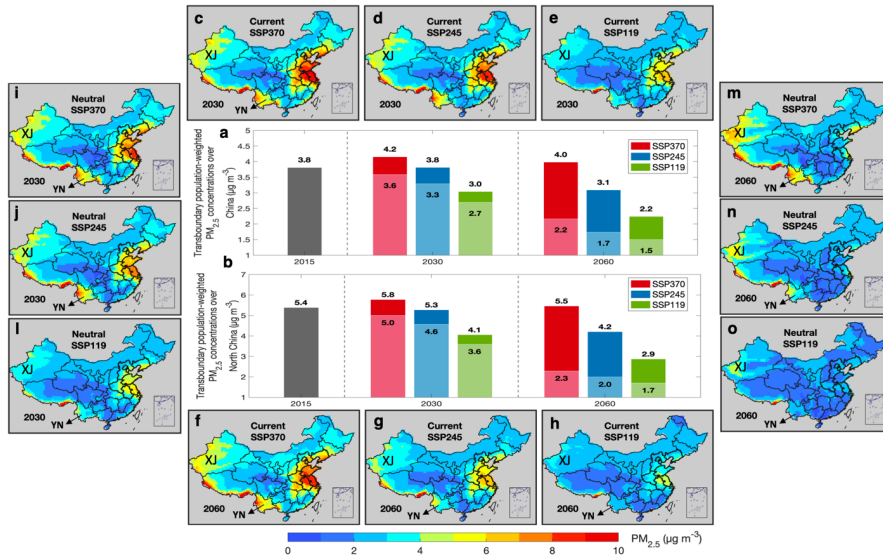 c
Current
SSP370
XJ
2030
YN
d
Current
SSP245
XJ
2030
YN
e
Current
SSP119
XJ
2030
YN
i
Neutral
SSP370
XJ
2030
YN
j
Neutral
SSP245
XJ
2030
YN
l
Neutral
SSP119
XJ
2030
YN
a
Transboundary population-weighted
PM2.5 concentrations over
China (μg m-3)
5
4.5
4
3.5
3
2.5
2
1.5
1
3.8
4.2
3.6
3.8
3.3
3.0
2.7
4.0
2.2
3.1
1.7
2.2
1.5
SSP370
SSP245
SSP119
2015
2030
2060
b
Transboundary population-weighted
PM2.5 concentrations over
North China (μg m-3)
7
6
5
4
3
2
1
5.4
5.8
5.0
5.3
4.6
4.1
3.6
5.5
2.3
4.2
2.0
2.9
1.7
SSP370
SSP245
SSP119
2015
2030
2060
m
Neutral
SSP370
XJ
2060
YN
n
Neutral
SSP245
XJ
2060
YN
o
Neutral
SSP119
XJ
2060
YN
f
Current
SSP370
XJ
2060
YN
g
Current
SSP245
XJ
2060
YN
h
Current
SSP119
XJ
2060
YN
PM2.5 (μg m-3)
0 2 4 6 8 10